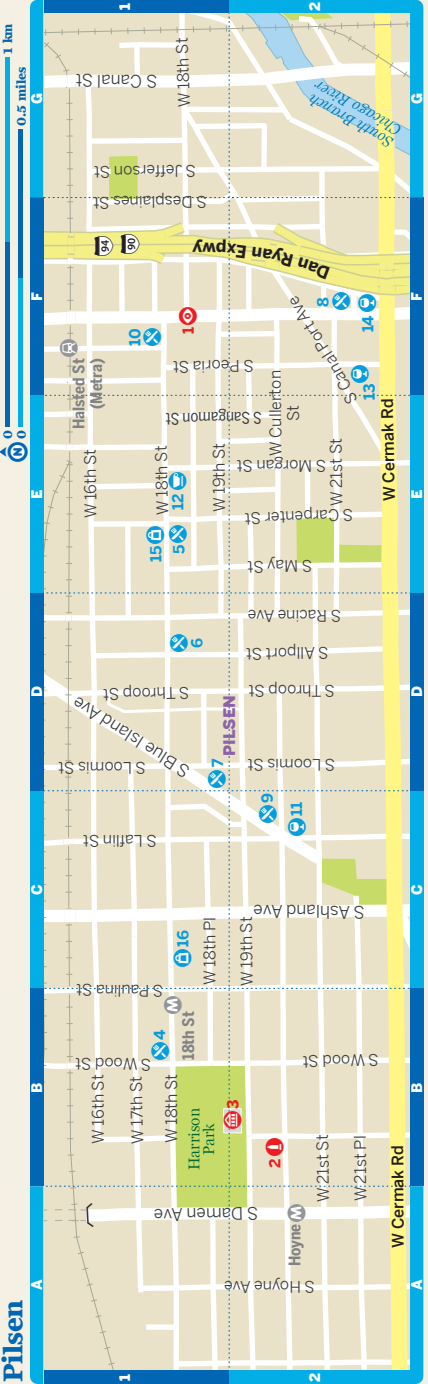 Pilsen
N
0
1 km
0
0.5 miles
A
B
C
D
E
F
G
1
2
S Canal St
W 18th St
South Branch
Chicago River
S Jefferson St
S Desplaines St
94
90
Dan Ryan Expwy
Halsted St
(Metra)
10
1
8
14
13
S Peoria St
S Canal Port Ave
W 16th St
W 18th St
S Sangamon St
W 19th St
W Cullerton
St
S Morgan St
W 21st St
W Cermak Rd
12
15
5
S Carpenter St
S May St
S Racine Ave
6
S Allport St
S Throop St
S Throop St
S Blue Island Ave
PILSEN
S Loomis St
S Loomis St
7
9
11
S Laflin St
S Ashland Ave
16
W 18th Pl
W 19th St
S Paulina St
M
18th St
4
S Wood St
S Wood St
W 16th St
W 17th St
W 18th St
Harrison
Park
3
2
W 21st St
W 21st Pl
W Cermak Rd
S Damen Ave
Hoyne
M
S Hoyne Ave
A
B
C
D
E
F
G
1
2